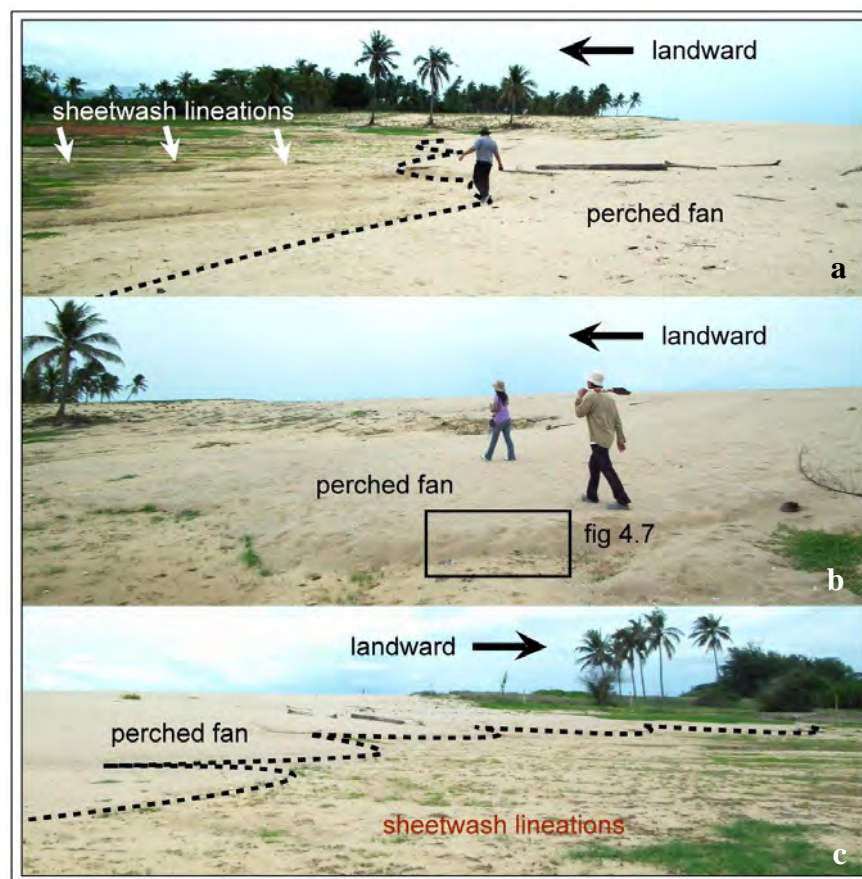 landward
sheetwash lineations
perched fan
a
landward
perched fan
fig 4.7
b
landward
perched fan
sheetwash lineations
c